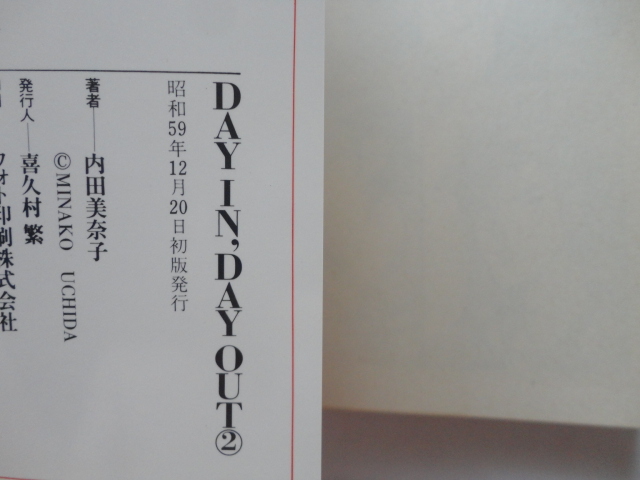 DAY IN, DAY OUT②
昭和59年12月20日初版発行
著者――内田美奈子
©MINAKO UCHIDA
発行人――喜久村 繁
フォト印刷株式会社